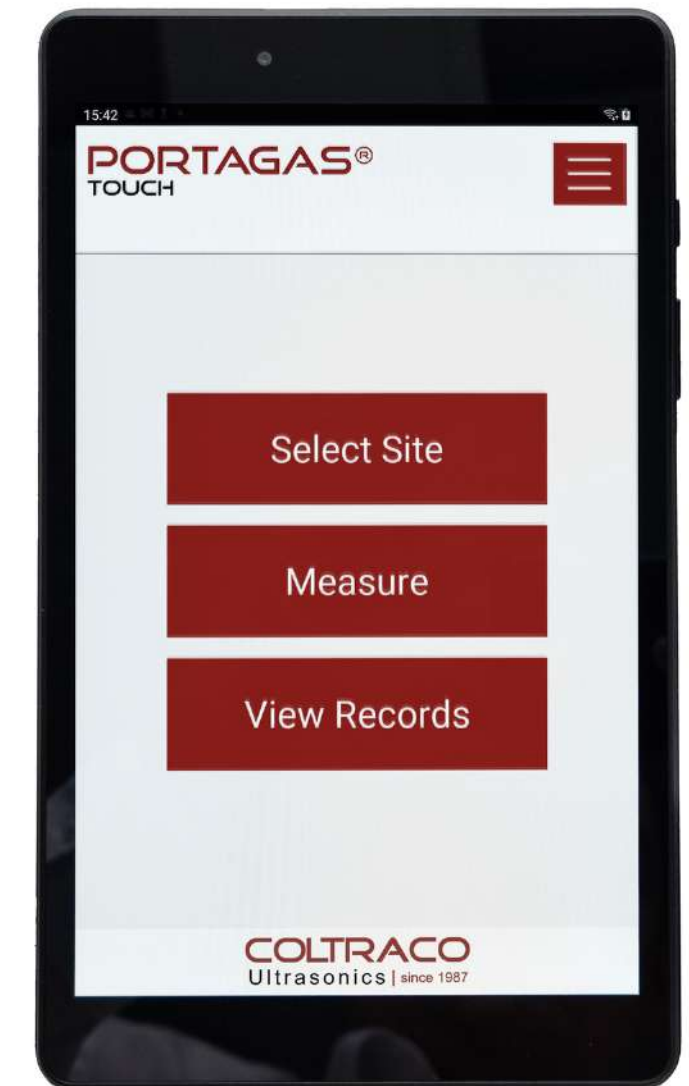 15:42
PORTAGAS®
TOUCH
Select Site
Measure
View Records
COLTRACO
Ultrasonics | since 1987